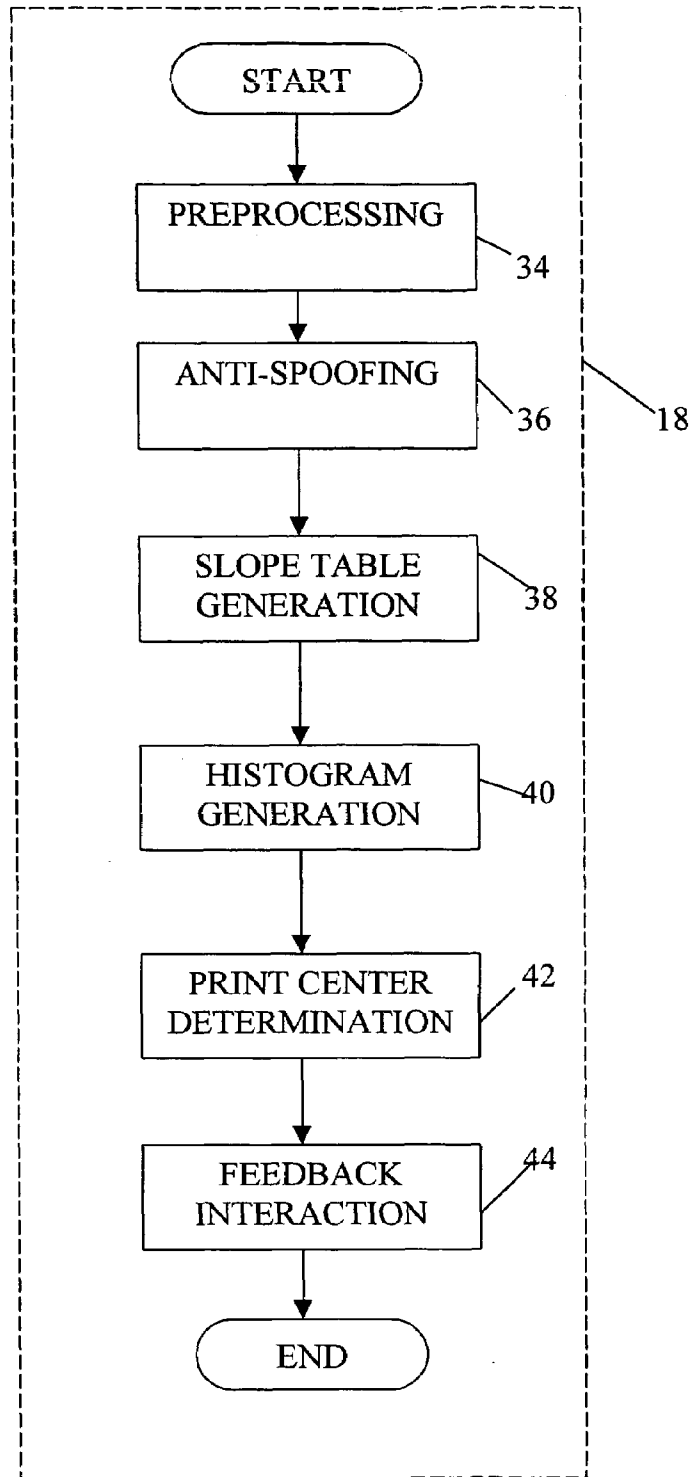 START
PREPROCESSING
34
ANTI-SPOOFING
36
18
SLOPE TABLE
GENERATION
38
HISTOGRAM
GENERATION
40
PRINT CENTER
DETERMINATION
42
FEEDBACK
INTERACTION
44
END